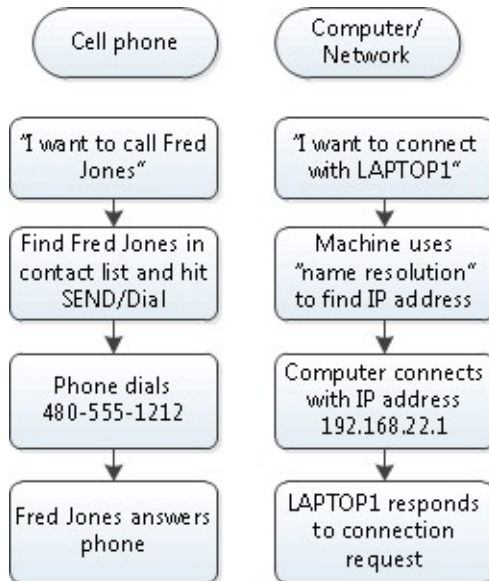 Cell phone
"I want to call Fred
Jones"
Find Fred Jones in
contact list and hit
SEND/Dial
Phone dials
480-555-1212
Fred Jones answers
phone
Computer/
Network
"I want to connect
with LAPTOP1"
Machine uses
"name resolution"
to find IP address
Computer connects
with IP address
192.168.22.1
LAPTOP1 responds
to connection
request